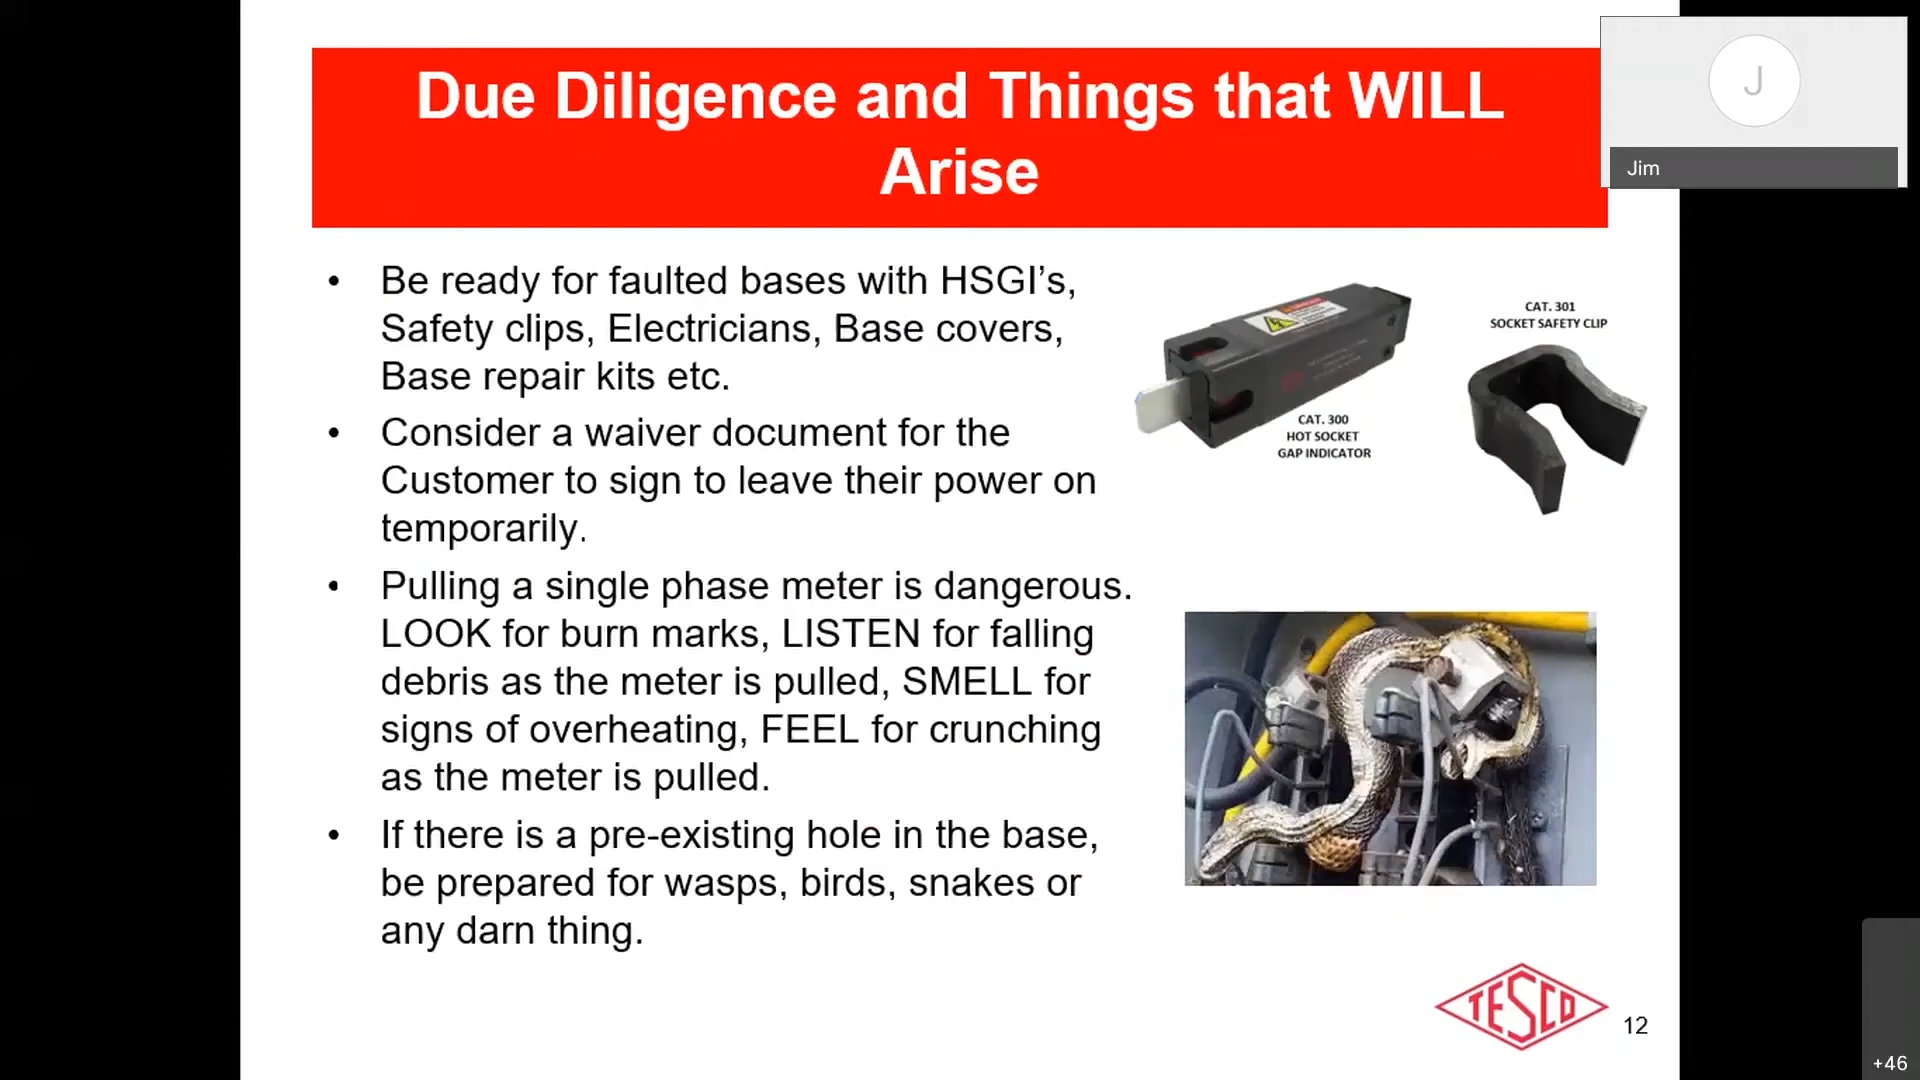 Due Diligence and Things that WILL
Arise
J
Jim
• Be ready for faulted bases with HSGI’s,
Safety clips, Electricians, Base covers,
Base repair kits etc.
• Consider a waiver document for the
Customer to sign to leave their power on
temporarily.
• Pulling a single phase meter is dangerous.
LOOK for burn marks, LISTEN for falling
debris as the meter is pulled, SMELL for
signs of overheating, FEEL for crunching
as the meter is pulled.
• If there is a pre-existing hole in the base,
be prepared for wasps, birds, snakes or
any darn thing.
CAT. 300
HOT SOCKET
GAP INDICATOR
CAT. 301
SOCKET SAFETY CLIP
TESCO
12
+46